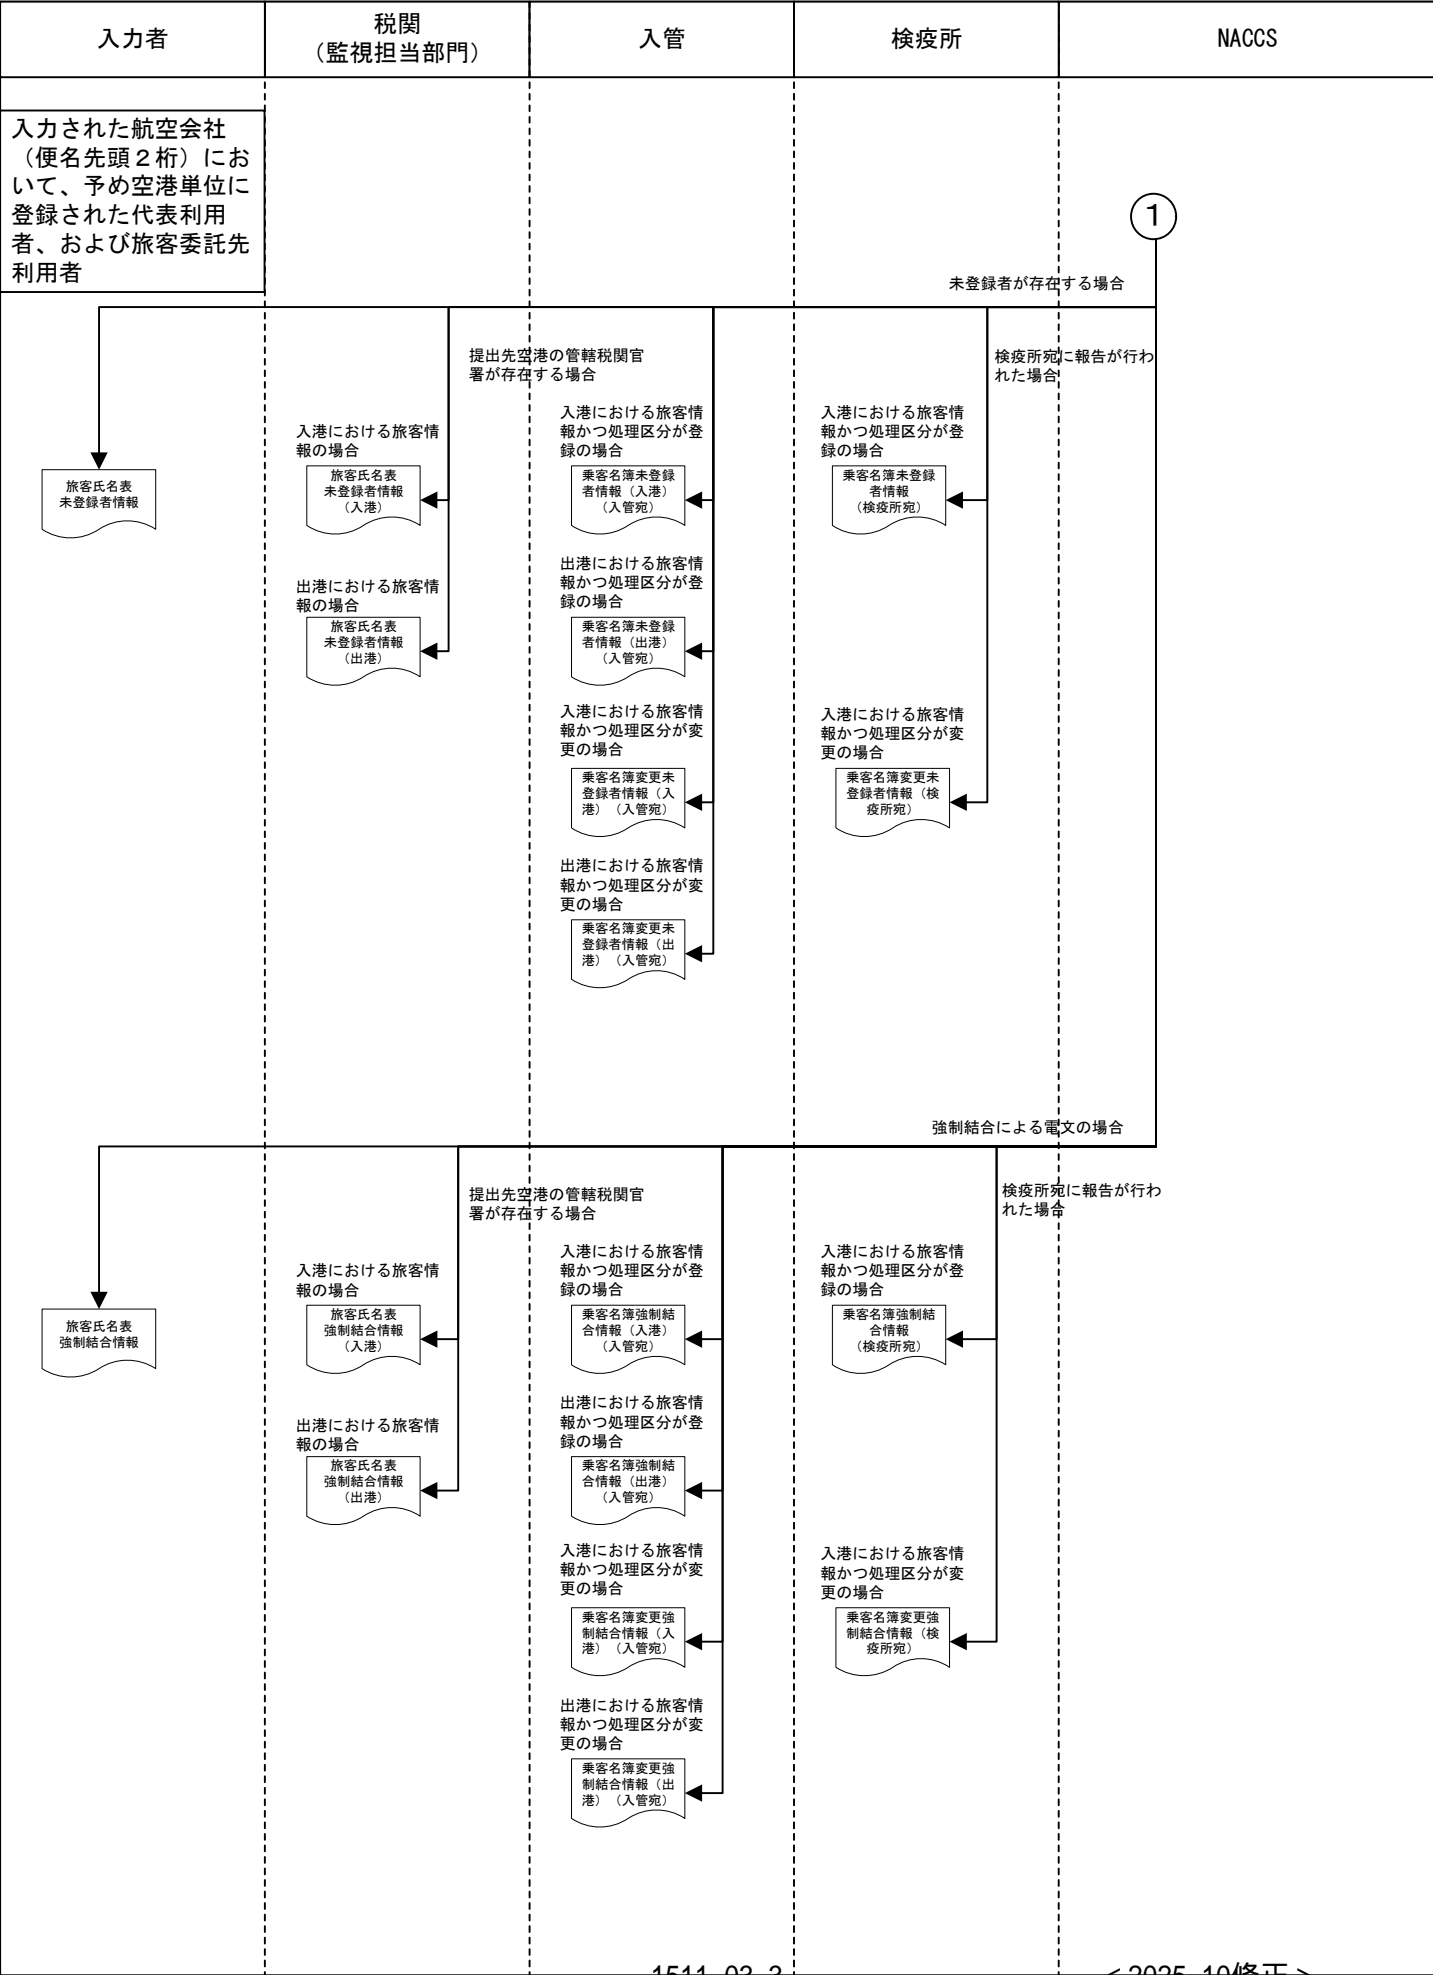 入力者
税関
（監視担当部門）
入管
検疫所
NACCS
入力された航空会社
（便名先頭２桁）にお
いて、予め空港単位に
登録された代表利用
者、および旅客委託先
利用者
1
未登録者が存在する場合
提出先空港の管轄税関官
署が存在する場合
検疫所宛に報告が行わ
れた場合
旅客氏名表
未登録者情報
入港における旅客情
報の場合
旅客氏名表
未登録者情報
（入港）
出港における旅客情
報の場合
旅客氏名表
未登録者情報
（出港）
入港における旅客情
報かつ処理区分が登
録の場合
乗客名簿未登録
者情報（入港）
（入管宛）
出港における旅客情
報かつ処理区分が登
録の場合
乗客名簿未登録
者情報（出港）
（入管宛）
入港における旅客情
報かつ処理区分が変
更の場合
乗客名簿変更未
登録者情報（入
港）（入管宛）
出港における旅客情
報かつ処理区分が変
更の場合
乗客名簿変更未
登録者情報（出
港）（入管宛）
入港における旅客情
報かつ処理区分が登
録の場合
乗客名簿未登録
者情報
（検疫所宛）
入港における旅客情
報かつ処理区分が変
更の場合
乗客名簿変更未
登録者情報（検
疫所宛）
強制結合による電文の場合
提出先空港の管轄税関官
署が存在する場合
検疫所宛に報告が行わ
れた場合
旅客氏名表
強制結合情報
入港における旅客情
報の場合
旅客氏名表
強制結合情報
（入港）
出港における旅客情
報の場合
旅客氏名表
強制結合情報
（出港）
入港における旅客情
報かつ処理区分が登
録の場合
乗客名簿強制結
合情報（入港）
（入管宛）
出港における旅客情
報かつ処理区分が登
録の場合
乗客名簿強制結
合情報（出港）
（入管宛）
入港における旅客情
報かつ処理区分が変
更の場合
乗客名簿変更強
制結合情報（入
港）（入管宛）
出港における旅客情
報かつ処理区分が変
更の場合
乗客名簿変更強
制結合情報（出
港）（入管宛）
入港における旅客情
報かつ処理区分が登
録の場合
乗客名簿強制結
合情報
（検疫所宛）
入港における旅客情
報かつ処理区分が変
更の場合
乗客名簿変更強
制結合情報（検
疫所宛）
1511-03-3
＜2025.10修正＞